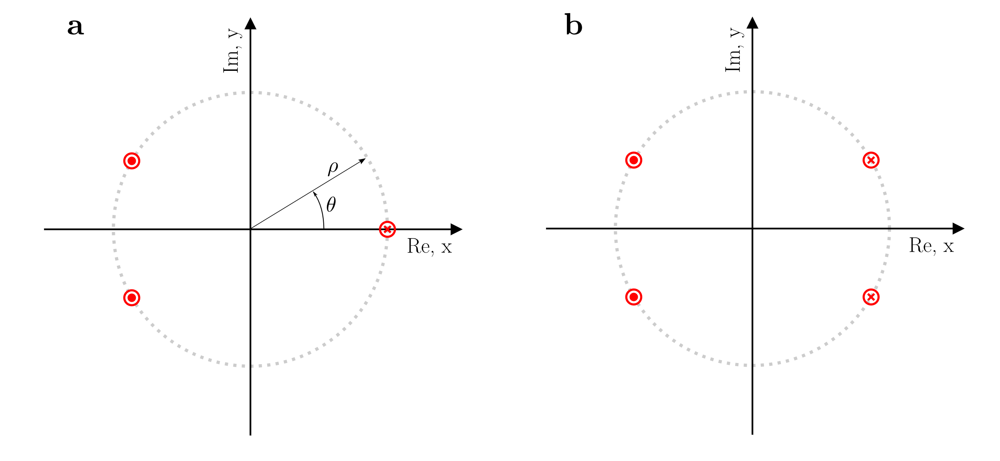 a
Im, y
ρ
θ
Re, x
b
Im, y
Re, x